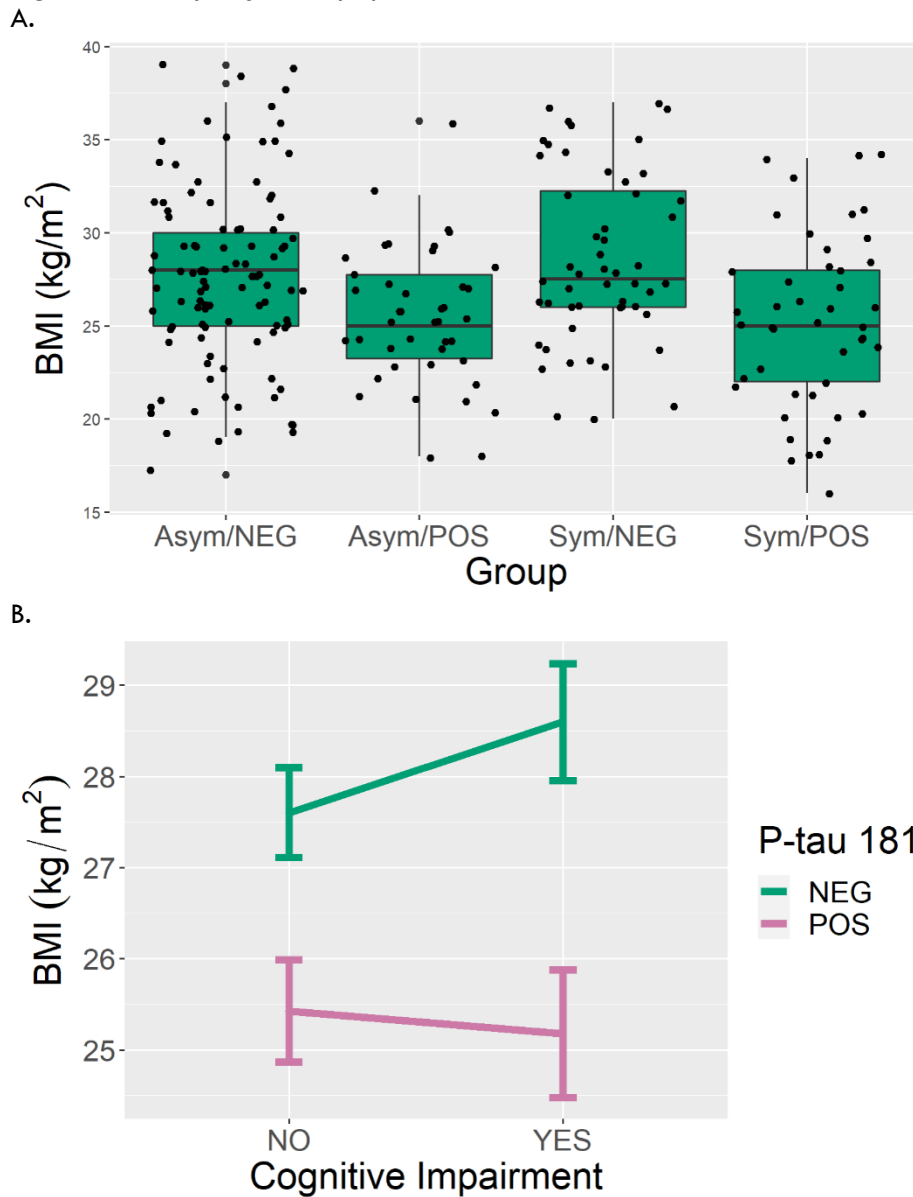 A.
40
35
30
25
20
15
BMI (kg/m²)
Asym/NEG Asym/POS Sym/NEG Sym/POS
Group
B.
29
28
27
26
25
BMI (kg/m²)
NO YES
Cognitive Impairment
P-tau 181
NEG
POS